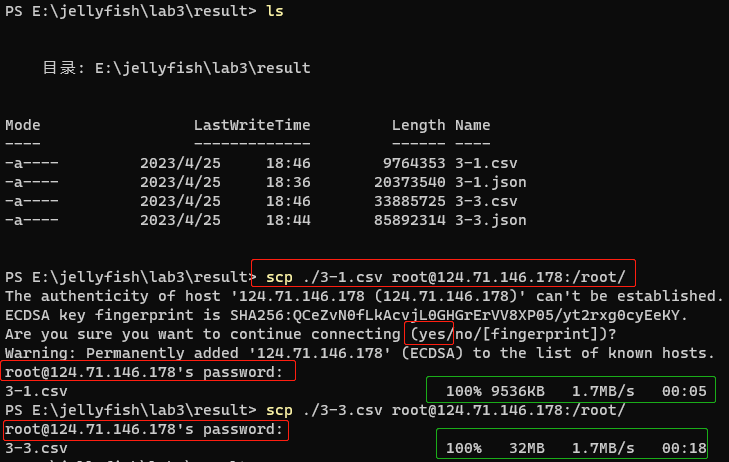 PS E:\jellyfish\lab3\result> ls
目录: E:\jellyfish\lab3\result
Mode                 LastWriteTime         Length Name
----                 -------------         ------ ----
-a----         2023/4/25     18:46        9764353 3-1.csv
-a----         2023/4/25     18:36       20373540 3-1.json
-a----         2023/4/25     18:46       33885725 3-3.csv
-a----         2023/4/25     18:44       85892314 3-3.json
PS E:\jellyfish\lab3\result> scp ./3-1.csv root@124.71.146.178:/root/
The authenticity of host '124.71.146.178 (124.71.146.178)' can't be established.
ECDSA key fingerprint is SHA256:QCeZvN0fLkAcvjL0GHGrErVV8XP05/yt2rxg0cyEeKY.
Are you sure you want to continue connecting (yes/no/[fingerprint])?
Warning: Permanently added '124.71.146.178' (ECDSA) to the list of known hosts.
root@124.71.146.178's password:
3-1.csv                                       100% 9536KB   1.7MB/s   00:05
PS E:\jellyfish\lab3\result> scp ./3-3.csv root@124.71.146.178:/root/
root@124.71.146.178's password:
3-3.csv                                       100%   32MB   1.7MB/s   00:18